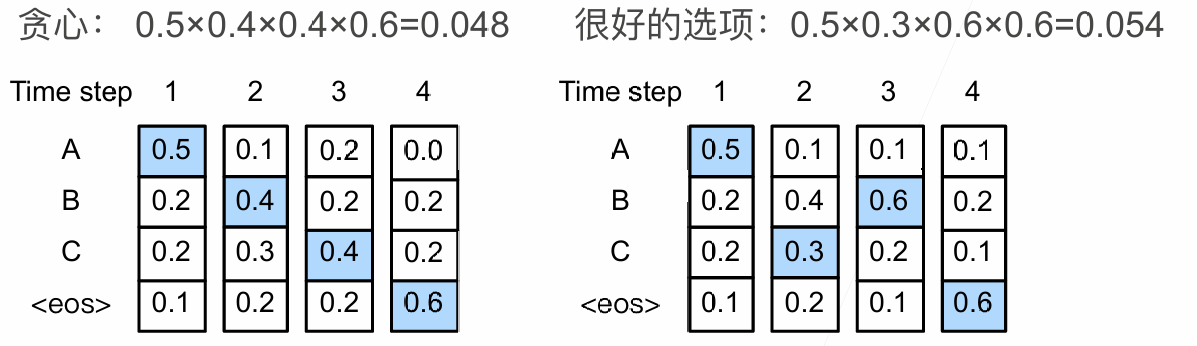 贪心： 0.5×0.4×0.4×0.6=0.048
Time step 1 2 3 4
A 0.5 0.1 0.2 0.0
B 0.2 0.4 0.2 0.2
C 0.2 0.3 0.4 0.2
<eos> 0.1 0.2 0.2 0.6
很好的选项：0.5×0.3×0.6×0.6=0.054
Time step 1 2 3 4
A 0.5 0.1 0.1 0.1
B 0.2 0.4 0.6 0.2
C 0.2 0.3 0.2 0.1
<eos> 0.1 0.2 0.1 0.6